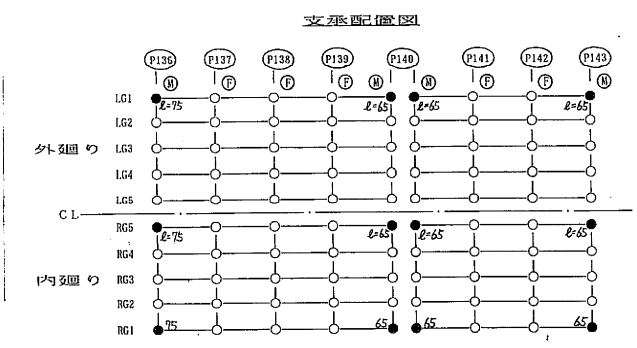 支承配置図
P136 P137 P138 P139 P140 P141 P142 P143
M F F F M M F F M
LG1
ℓ=75 ℓ=65 ℓ=65 ℓ=65
LG2
外廻り LG3
LG4
LG5
CL
RG5
ℓ=75 ℓ=65 ℓ=65 ℓ=65
RG4
内廻り RG3
RG2
RG1 75 65 65 65